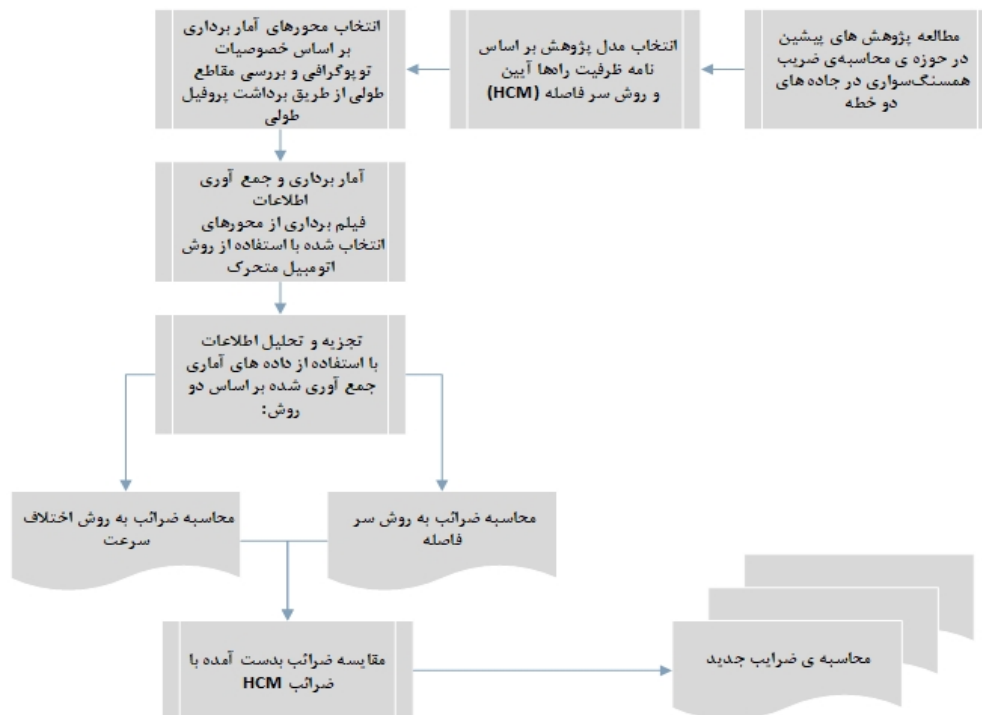 مطالعه پژوهش های پیشین
در حوزه ی محاسبه‌ی ضریب
همسنگ‌سواری در جاده های
دو خطه
انتخاب مدل پژوهش بر اساس
نامه ظرفیت راه‌ها آیین
و روش سر فاصله (HCM)
انتخاب محورهای آمار برداری
بر اساس خصوصیات
توپوگرافی و بررسی مقاطع
طولی از طریق برداشت پروفیل
طولی
آمار برداری و جمع آوری
اطلاعات
فیلم برداری از محورهای
انتخاب شده با استفاده از روش
اتومبیل متحرک
تجزیه و تحلیل اطلاعات
با استفاده از داده های آماری
جمع آوری شده بر اساس دو
روش:
محاسبه ضرائب به روش سر
فاصله
محاسبه ضرائب به روش اختلاف
سرعت
مقایسه ضرائب بدست آمده با
ضرائب HCM
محاسبه ی ضرایب جدید